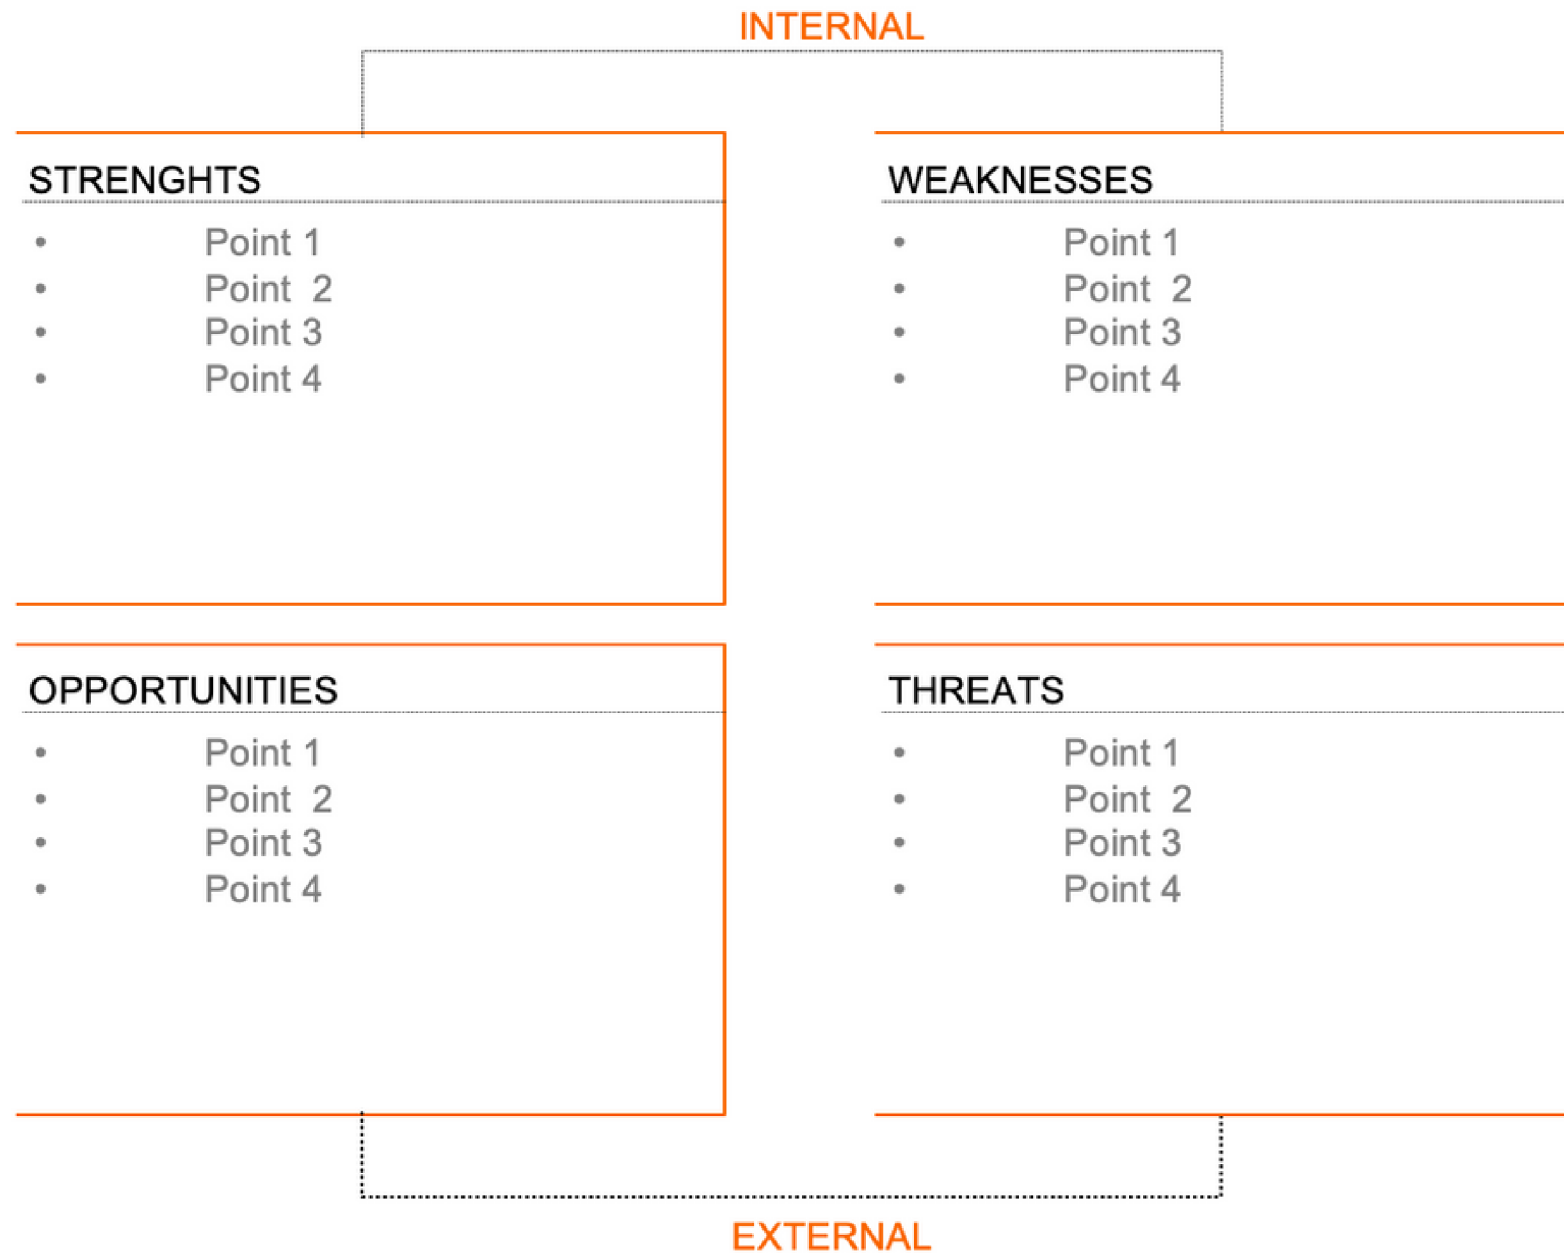 INTERNAL
STRENGHTS
• Point 1
• Point  2
• Point 3
• Point 4
WEAKNESSES
• Point 1
• Point  2
• Point 3
• Point 4
OPPORTUNITIES
• Point 1
• Point  2
• Point 3
• Point 4
THREATS
• Point 1
• Point  2
• Point 3
• Point 4
EXTERNAL